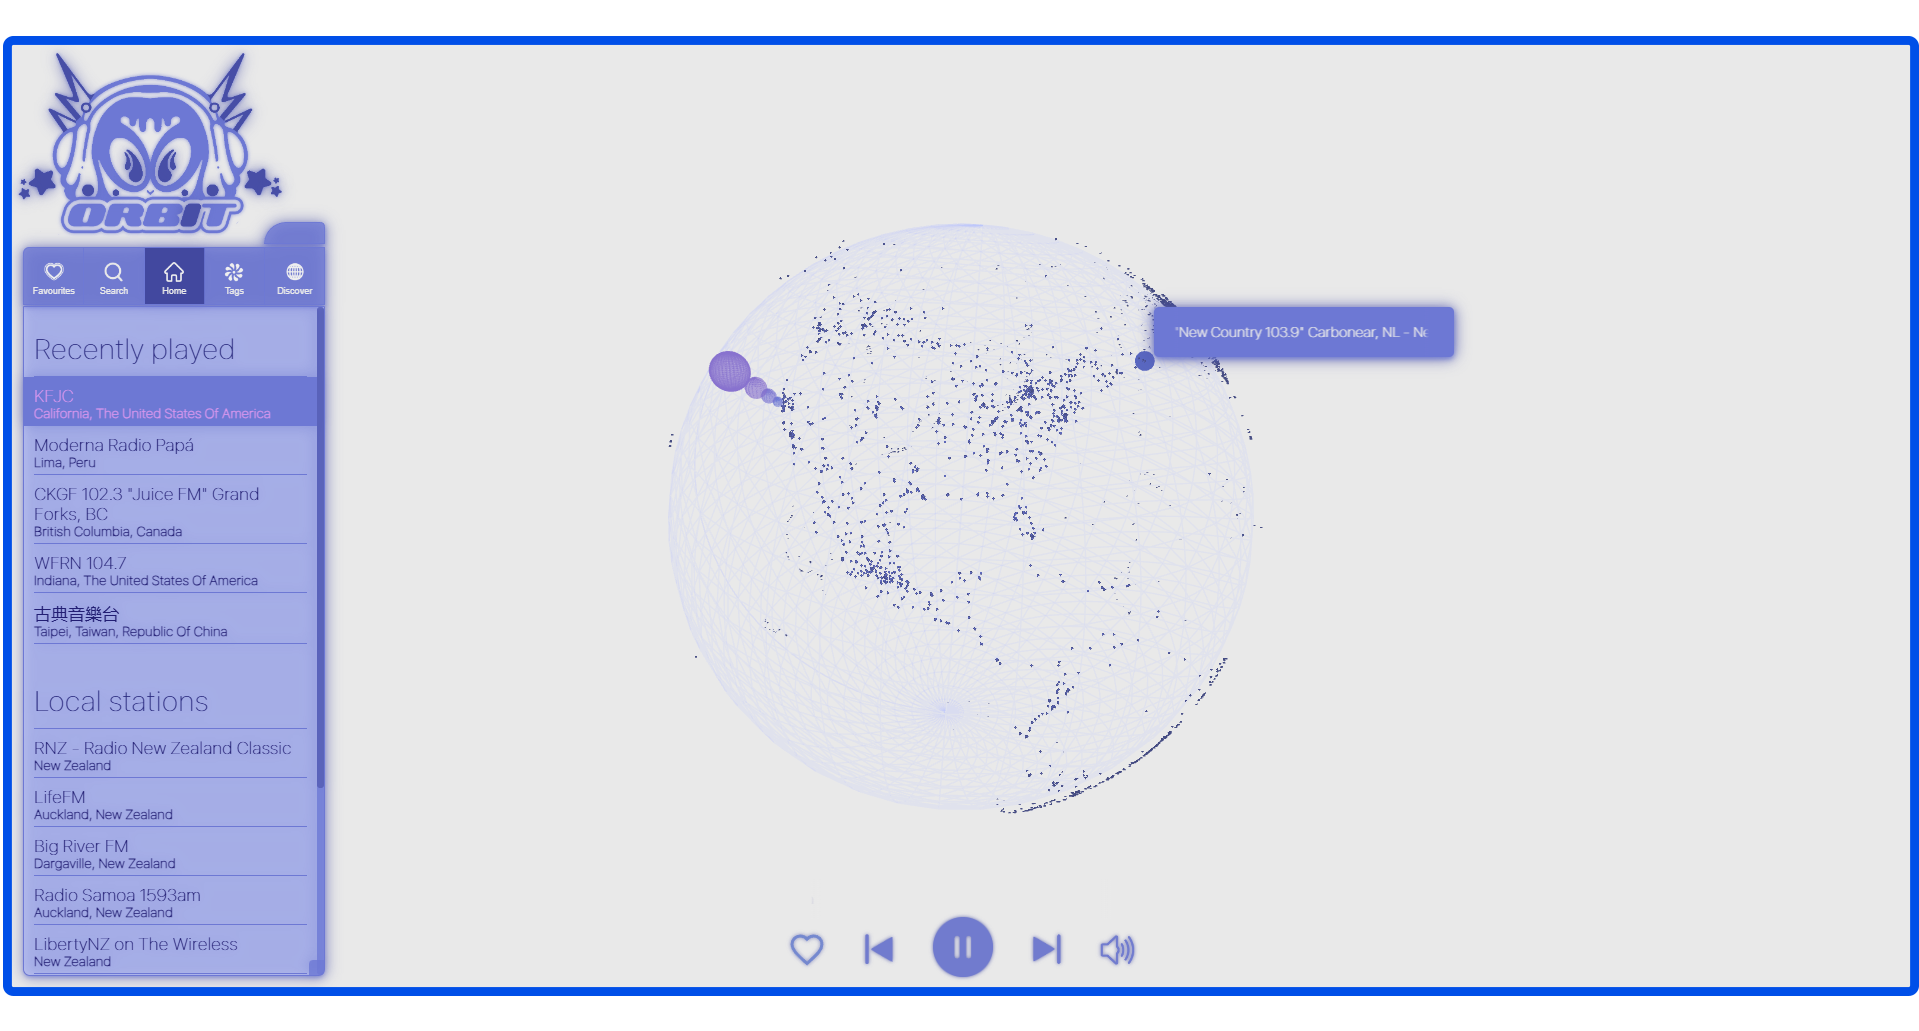 ORBIT
Favourites
Search
Home
Tags
Discover
Recently played
KFJC
California, The United States Of America
Moderna Radio Papá
Lima, Peru
CKGF 102.3 "Juice FM" Grand
Forks, BC
British Columbia, Canada
WFRN 104.7
Indiana, The United States Of America
古典音樂台
Taipei, Taiwan, Republic Of China
Local stations
RNZ - Radio New Zealand Classic
New Zealand
LifeFM
Auckland, New Zealand
Big River FM
Dargaville, New Zealand
Radio Samoa 1593am
Auckland, New Zealand
LibertyNZ on The Wireless
New Zealand
"New Country 103.9" Carbonear, NL - Ne